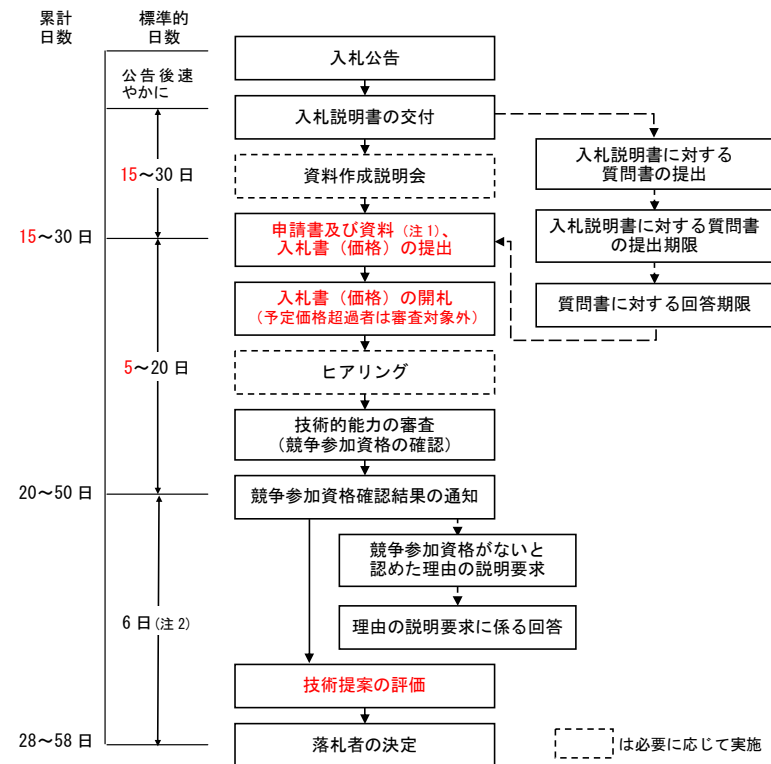 累計
日数
標準的
日数
公告後速
やかに
入札公告
入札説明書の交付
15～30 日
資料作成説明会
入札説明書に対する
質問書の提出
15～30 日
申請書及び資料 (注 1)、
入札書（価格）の提出
入札説明書に対する質問書
の提出期限
入札書（価格）の開札
（予定価格超過者は審査対象外）
質問書に対する回答期限
5～20 日
ヒアリング
技術的能力の審査
（競争参加資格の確認）
20～50 日
競争参加資格確認結果の通知
競争参加資格がないと
認めた理由の説明要求
6 日 (注 2)
理由の説明要求に係る回答
技術提案の評価
28～58 日
落札者の決定
は必要に応じて実施